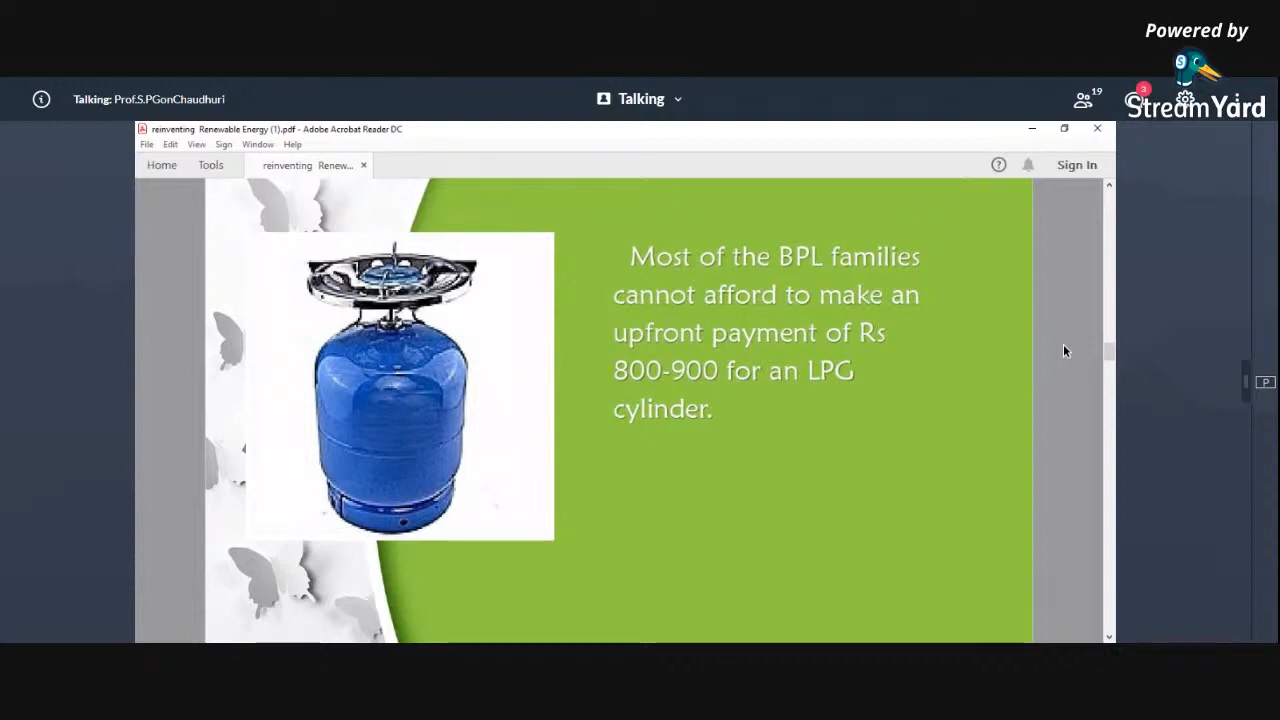 Powered by
StreamYard
Talking: Prof.S.PGonChaudhuri
Talking
19
3
reinventing Renewable Energy (1).pdf - Adobe Acrobat Reader DC
File Edit View Sign Window Help
Home Tools reinventing Renew... × Sign In
Most of the BPL families
cannot afford to make an
upfront payment of Rs
800-900 for an LPG
cylinder.
P